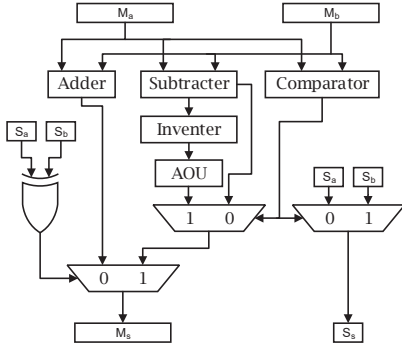 Ma Mb
Adder Subtracter Comparator
Sa Sb
Inventer
AOU
Sa Sb
1 0 0 1
0 1
Ms Ss